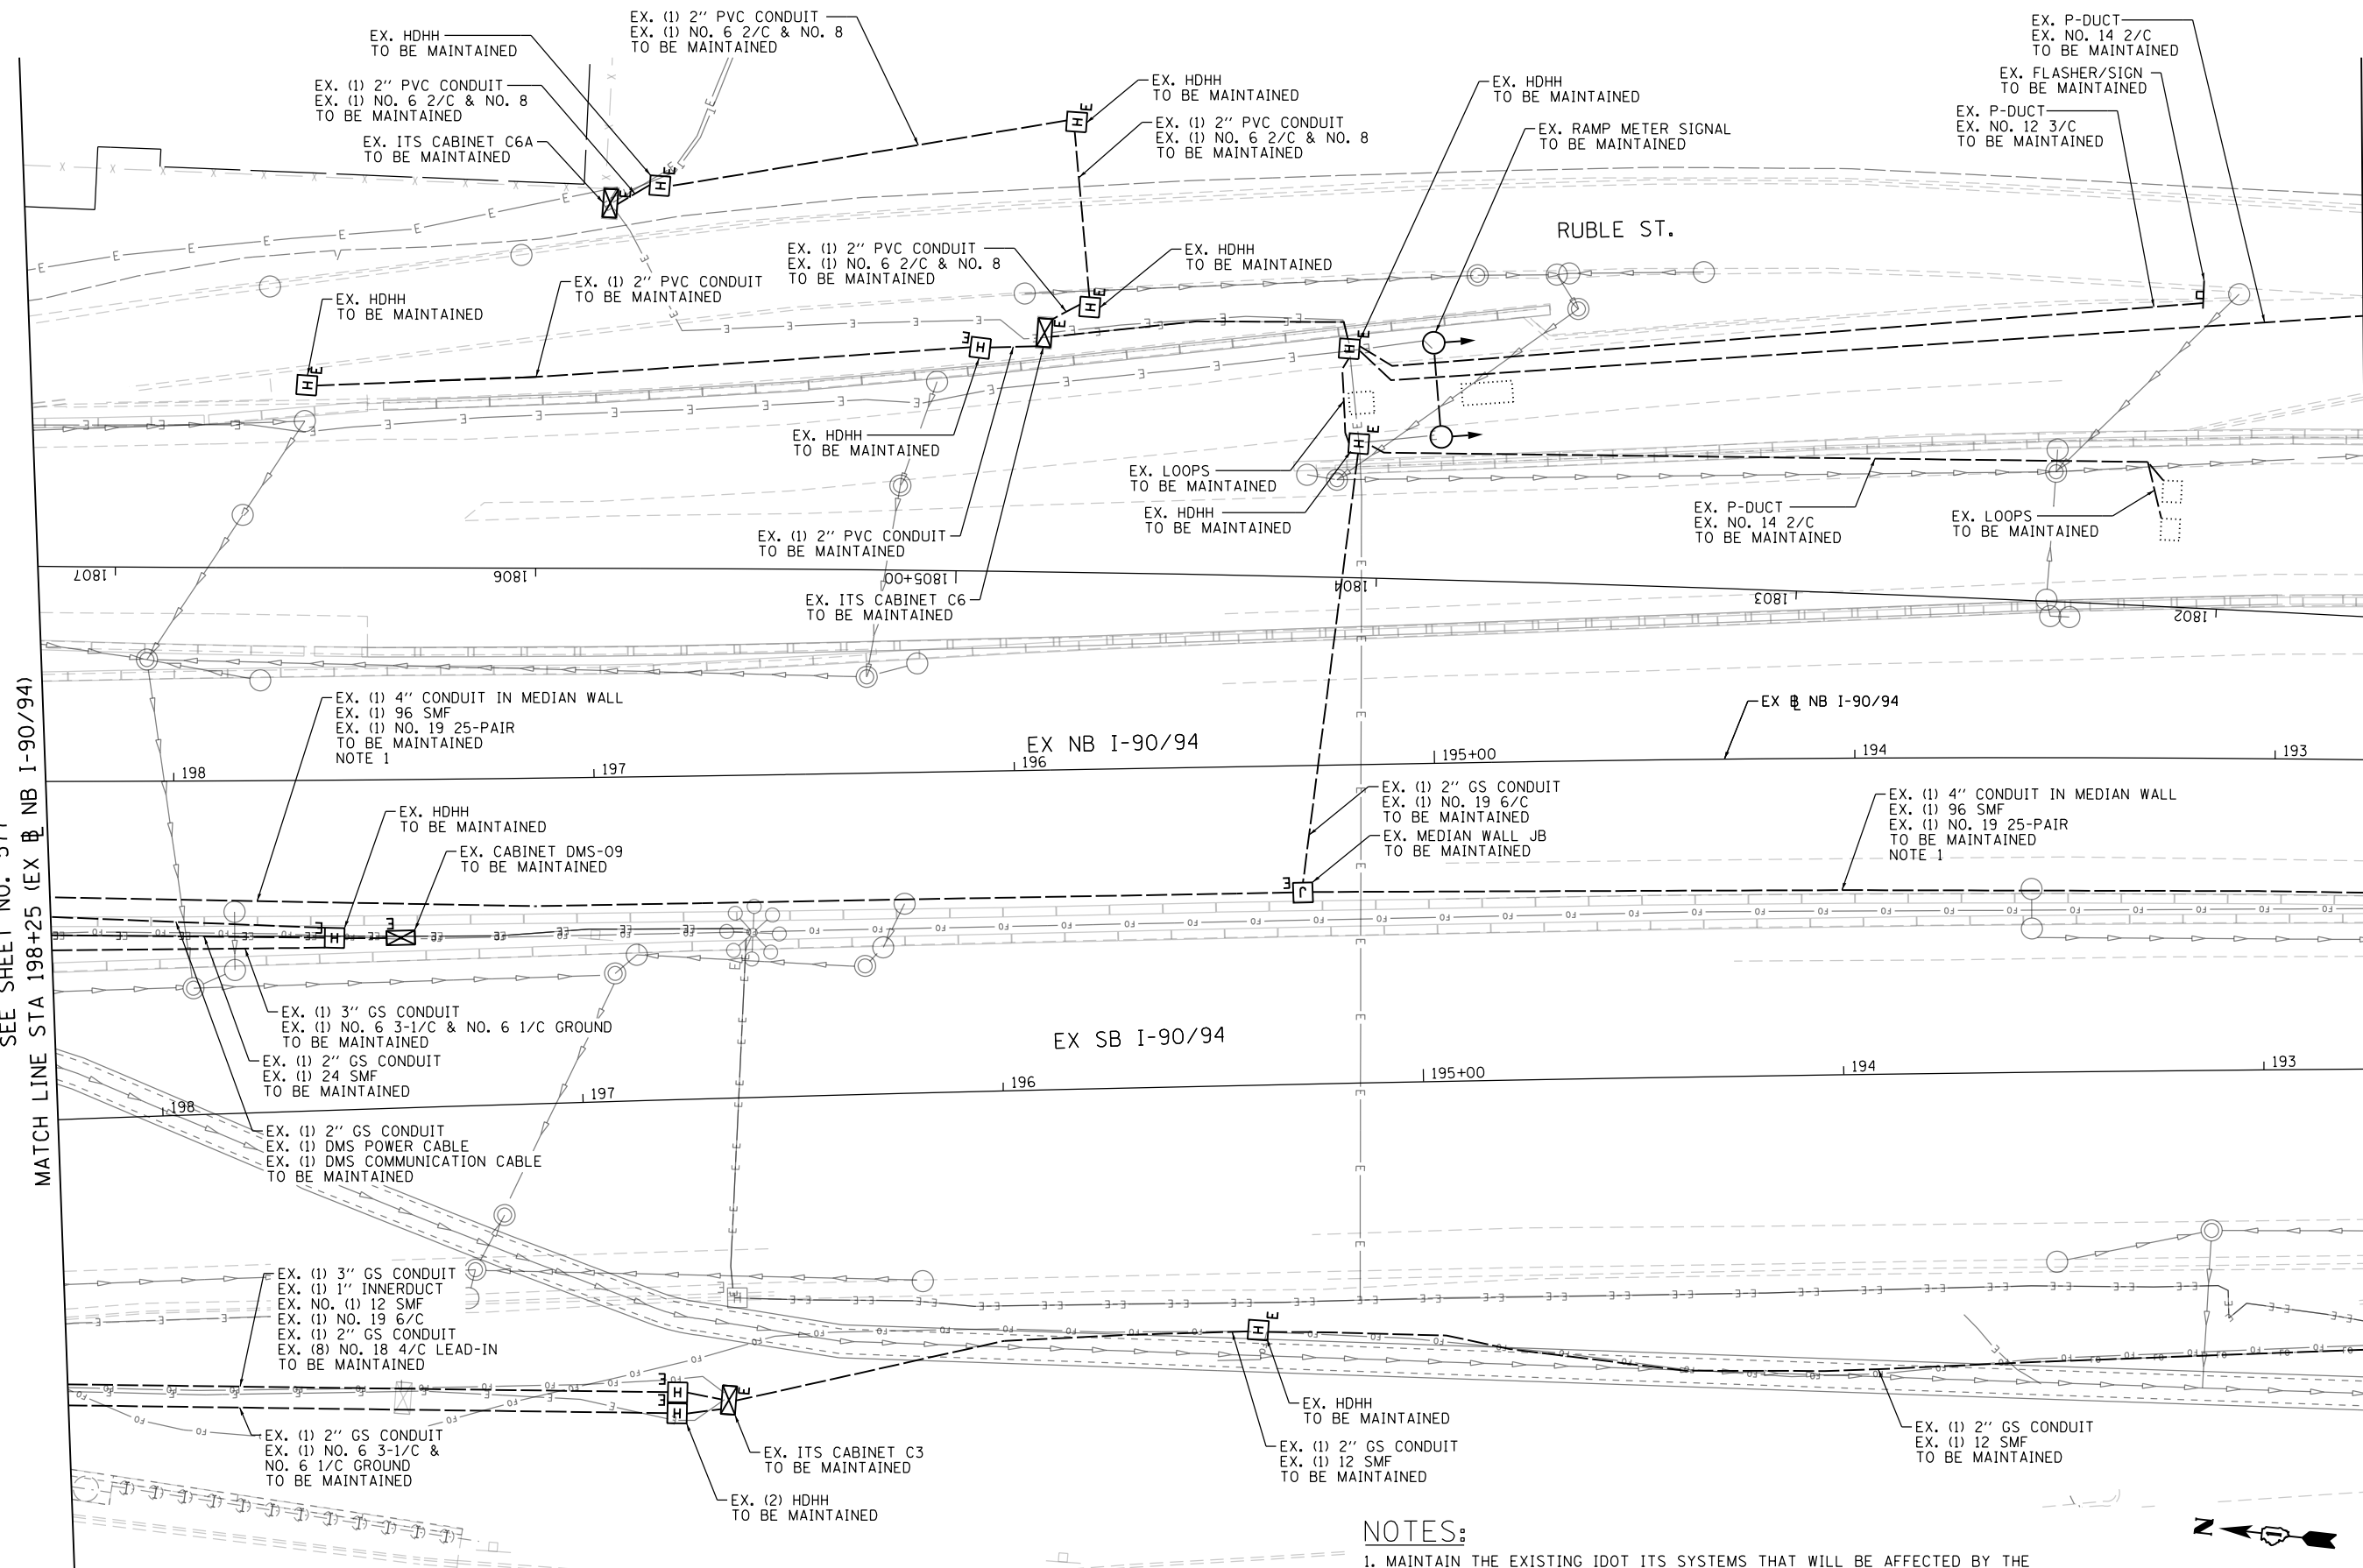 EX. (1) 2" PVC CONDUIT
EX. (1) NO. 6 2/C & NO. 8
TO BE MAINTAINED
EX. HDHH
TO BE MAINTAINED
EX. (1) 2" PVC CONDUIT
EX. (1) NO. 6 2/C & NO. 8
TO BE MAINTAINED
EX. ITS CABINET C6A
TO BE MAINTAINED
EX. HDHH
TO BE MAINTAINED
EX. (1) 2" PVC CONDUIT
EX. (1) NO. 6 2/C & NO. 8
TO BE MAINTAINED
EX. HDHH
TO BE MAINTAINED
EX. RAMP METER SIGNAL
TO BE MAINTAINED
EX. P-DUCT
EX. NO. 14 2/C
TO BE MAINTAINED
EX. FLASHER/SIGN
TO BE MAINTAINED
EX. P-DUCT
EX. NO. 12 3/C
TO BE MAINTAINED
RUBLE ST.
EX. (1) 2" PVC CONDUIT
EX. (1) NO. 6 2/C & NO. 8
TO BE MAINTAINED
EX. HDHH
TO BE MAINTAINED
EX. (1) 2" PVC CONDUIT
TO BE MAINTAINED
EX. HDHH
TO BE MAINTAINED
EX. HDHH
TO BE MAINTAINED
EX. LOOPS
TO BE MAINTAINED
EX. HDHH
TO BE MAINTAINED
EX. P-DUCT
EX. NO. 14 2/C
TO BE MAINTAINED
EX. LOOPS
TO BE MAINTAINED
EX. (1) 2" PVC CONDUIT
TO BE MAINTAINED
EX. ITS CABINET C6
TO BE MAINTAINED
1807
1806
1805+00
1804
1803
1802
EX. (1) 4" CONDUIT IN MEDIAN WALL
EX. (1) 96 SMF
EX. (1) NO. 19 25-PAIR
TO BE MAINTAINED
NOTE 1
EX NB I-90/94
EX BL NB I-90/94
198
197
196
195+00
194
193
EX. HDHH
TO BE MAINTAINED
EX. CABINET DMS-09
TO BE MAINTAINED
EX. (1) 2" GS CONDUIT
EX. (1) NO. 19 6/C
TO BE MAINTAINED
EX. MEDIAN WALL JB
TO BE MAINTAINED
EX. (1) 4" CONDUIT IN MEDIAN WALL
EX. (1) 96 SMF
EX. (1) NO. 19 25-PAIR
TO BE MAINTAINED
NOTE 1
MATCH LINE STA 198+25 (EX BL NB I-90/94)
EX. (1) 3" GS CONDUIT
EX. (1) NO. 6 3-1/C & NO. 6 1/C GROUND
TO BE MAINTAINED
EX. (1) 2" GS CONDUIT
EX. (1) 24 SMF
TO BE MAINTAINED
EX SB I-90/94
198
197
196
195+00
194
193
EX. (1) 2" GS CONDUIT
EX. (1) DMS POWER CABLE
EX. (1) DMS COMMUNICATION CABLE
TO BE MAINTAINED
EX. (1) 3" GS CONDUIT
EX. (1) 1" INNERDUCT
EX. NO. (1) 12 SMF
EX. (1) NO. 19 6/C
EX. (1) 2" GS CONDUIT
EX. (8) NO. 18 4/C LEAD-IN
TO BE MAINTAINED
EX. (1) 2" GS CONDUIT
EX. (1) NO. 6 3-1/C &
NO. 6 1/C GROUND
TO BE MAINTAINED
EX. ITS CABINET C3
TO BE MAINTAINED
EX. (2) HDHH
TO BE MAINTAINED
EX. HDHH
TO BE MAINTAINED
EX. (1) 2" GS CONDUIT
EX. (1) 12 SMF
TO BE MAINTAINED
EX. (1) 2" GS CONDUIT
EX. (1) 12 SMF
TO BE MAINTAINED
NOTES:
1. MAINTAIN THE EXISTING IDOT ITS SYSTEMS THAT WILL BE AFFECTED BY THE
N